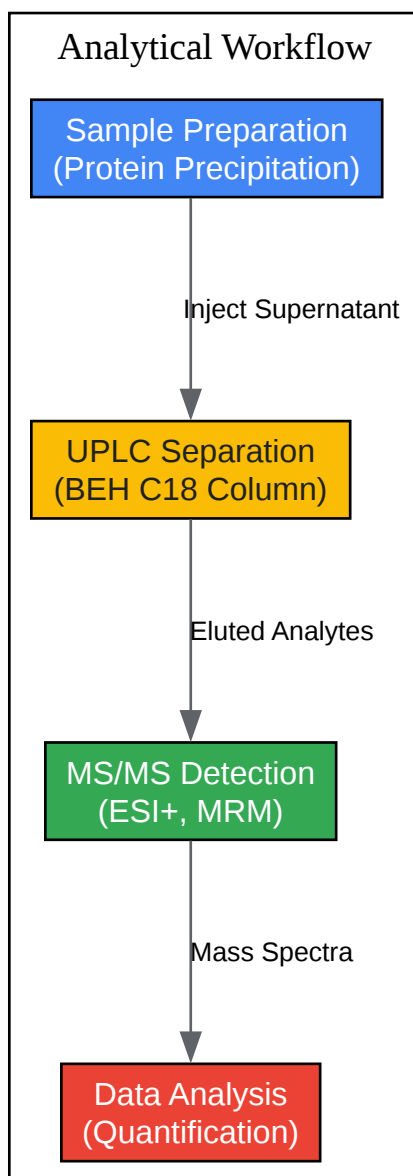 Analytical Workflow
Sample Preparation
(Protein Precipitation)
Inject Supernatant
UPLC Separation
(BEH C18 Column)
Eluted Analytes
MS/MS Detection
(ESI+, MRM)
Mass Spectra
Data Analysis
(Quantification)